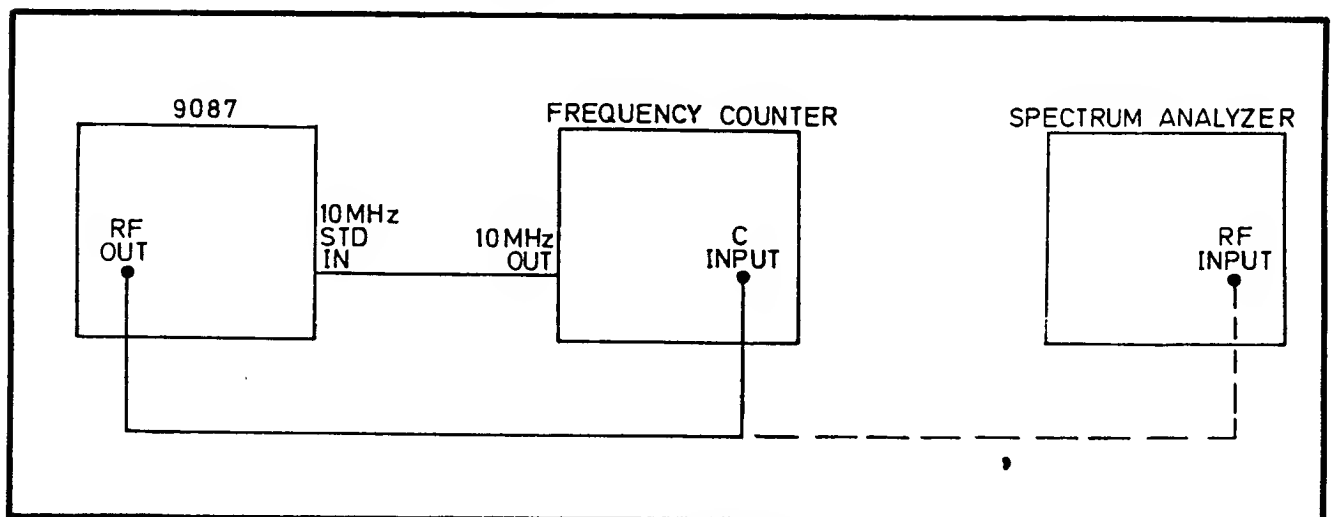 9087
FREQUENCY COUNTER
SPECTRUM ANALYZER
RF
OUT
10MHz
STD
IN
10MHz
OUT
C
INPUT
RF
INPUT